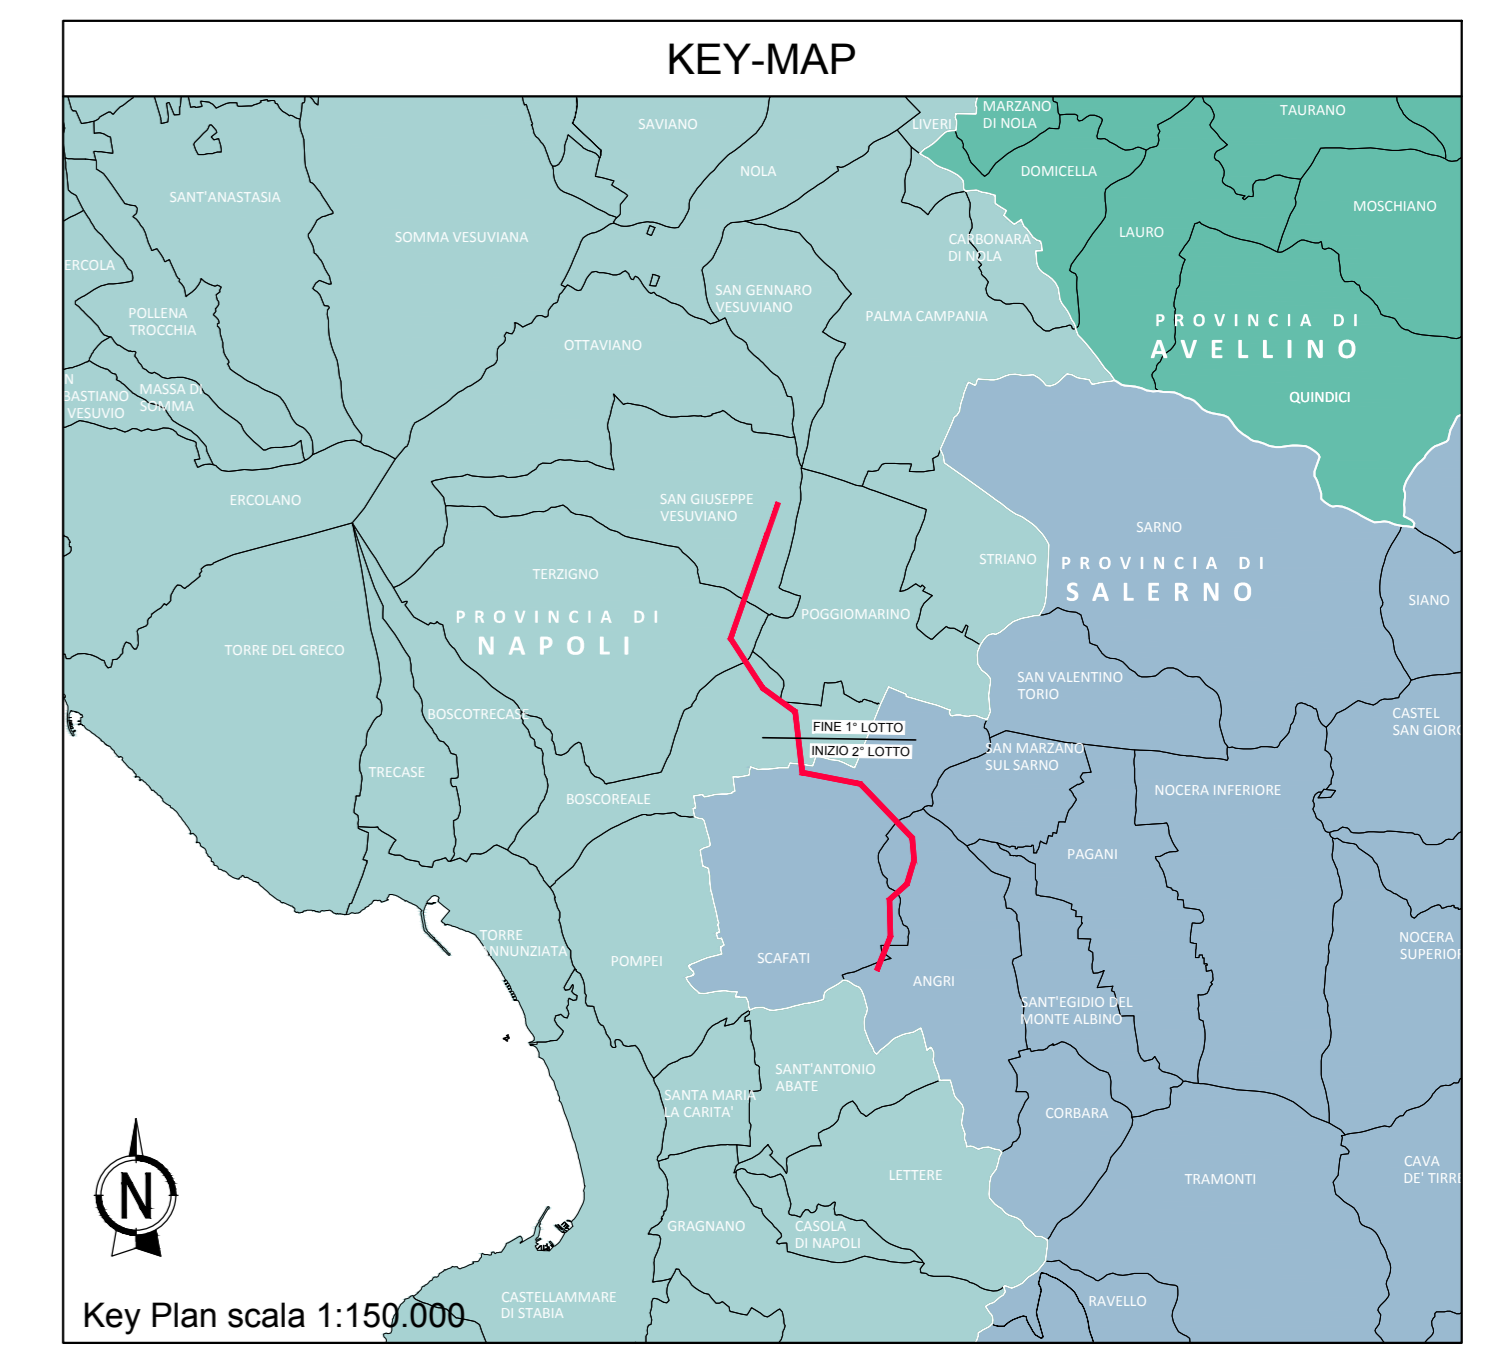 KEY-MAP
MARZANO
DI NOLA
TAURANO
SAVIANO
LIVERI
NOLA
DOMICELLA
SANT'ANASTASIA
MOSCHIANO
SOMMA VESUVIANA
LAURO
CARBONARA
DI NOLA
ERCOLA
SAN GENNARO
VESUVIANO
POLLENA
TROCCHIA
PALMA CAMPANIA
PROVINCIA DI
AVELLINO
OTTAVIANO
N
BASTIANO
VESUVIO
MASSA DI
SOMMA
QUINDICI
ERCOLANO
SAN GIUSEPPE
VESUVIANO
SARNO
STRIANO
PROVINCIA DI
SALERNO
TERZIGNO
SIANO
POGGIOMARINO
PROVINCIA DI
NAPOLI
TORRE DEL GRECO
SAN VALENTINO
TORIO
BOSCOTRECASE
CASTEL
SAN GIORG
FINE 1° LOTTO
INIZIO 2° LOTTO
SAN MARZANO
SUL SARNO
TRECASE
BOSCOREALE
NOCERA INFERIORE
PAGANI
TORRE
ANNUNZIATA
POMPEI
SCAFATI
ANGRI
NOCERA
SUPERIOR
SANT'EGIDIO DEL
MONTE ALBINO
SANT'ANTONIO
ABATE
SANTA MARIA
LA CARITA'
CORBARA
LETTERE
TRAMONTI
CAVA
DE' TIRRE
N
GRAGNANO
CASOLA
DI NAPOLI
CASTELLAMMARE
DI STABIA
RAVELLO
Key Plan scala 1:150.000